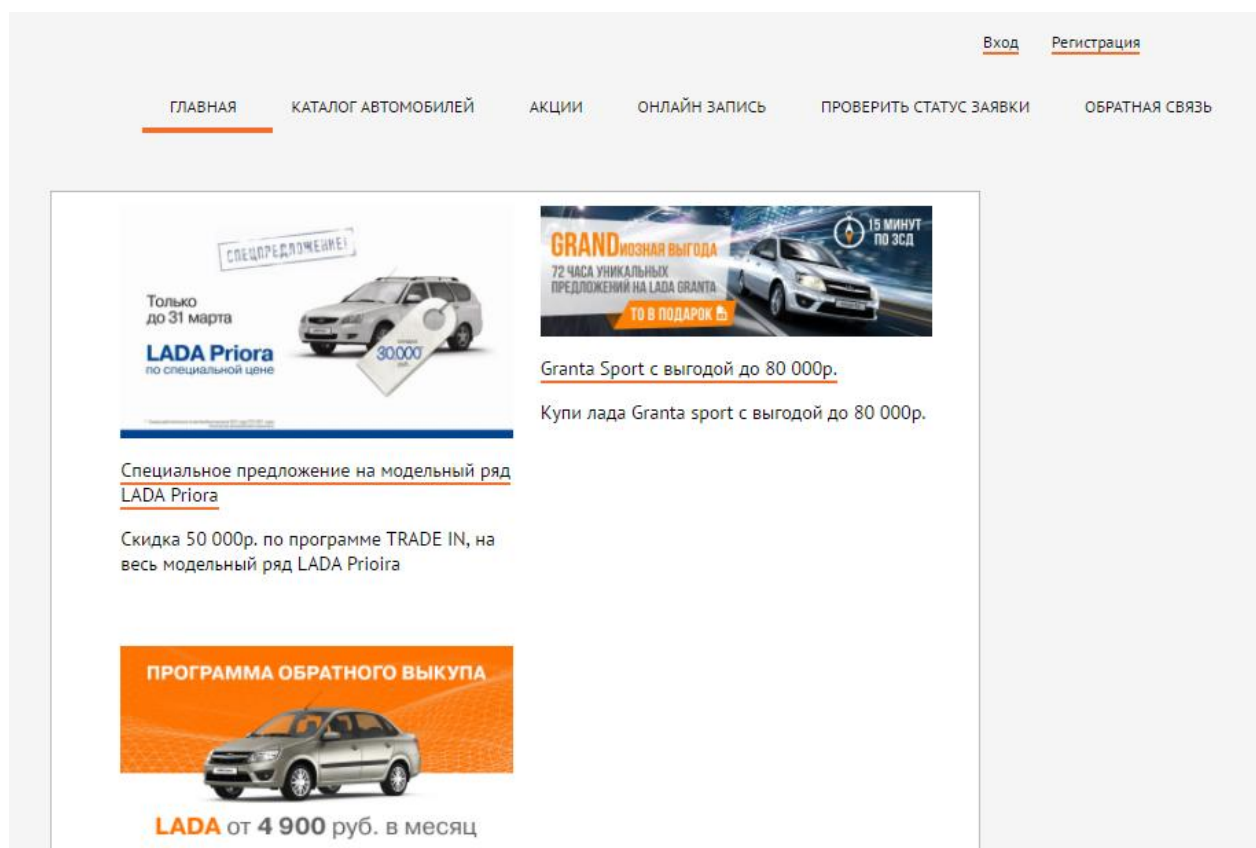 Вход Регистрация
ГЛАВНАЯ КАТАЛОГ АВТОМОБИЛЕЙ АКЦИИ ОНЛАЙН ЗАПИСЬ ПРОВЕРИТЬ СТАТУС ЗАЯВКИ ОБРАТНАЯ СВЯЗЬ
СПЕЦПРЕДЛОЖЕНИЕ!
Только
до 31 марта
LADA Priora
по специальной цене
30.000
Специальное предложение на модельный ряд
LADA Priora
Скидка 50 000р. по программе TRADE IN, на
весь модельный ряд LADA Prioira
GRANDИОЗНАЯ ВЫГОДА
72 ЧАСА УНИКАЛЬНЫХ
ПРЕДЛОЖЕНИЙ НА LADA GRANTA
ТО В ПОДАРОК
15 МИНУТ
ПО ЗСД
Granta Sport с выгодой до 80 000р.
Купи лада Granta sport с выгодой до 80 000р.
ПРОГРАММА ОБРАТНОГО ВЫКУПА
LADA от 4 900 руб. в месяц